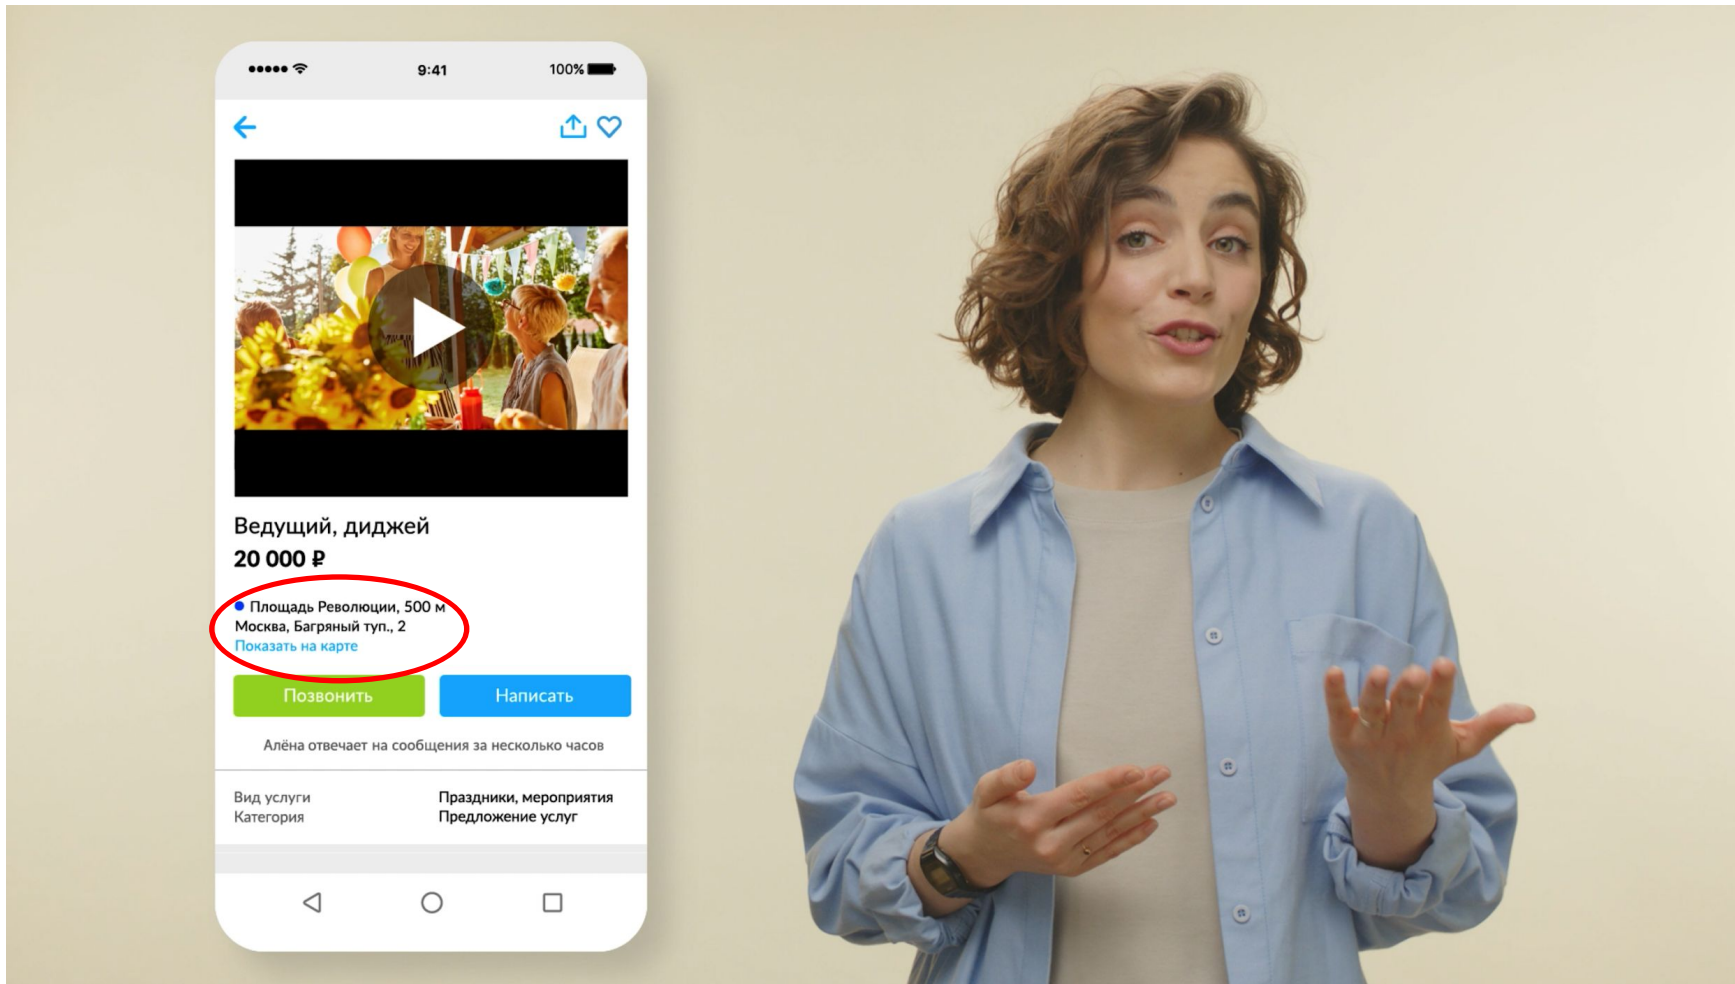 9:41
100%
Ведущий, диджей
20 000 ₽
Площадь Революции, 500 м
Москва, Багряный туп., 2
Показать на карте
Позвонить
Написать
Алёна отвечает на сообщения за несколько часов
Вид услуги
Праздники, мероприятия
Категория
Предложение услуг